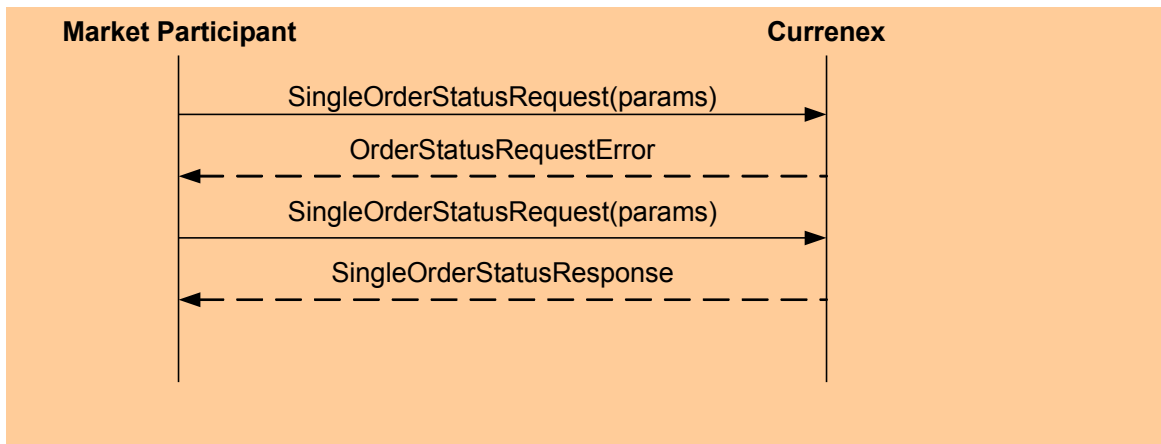 Market Participant
Currenex
SingleOrderStatusRequest(params)
OrderStatusRequestError
SingleOrderStatusRequest(params)
SingleOrderStatusResponse